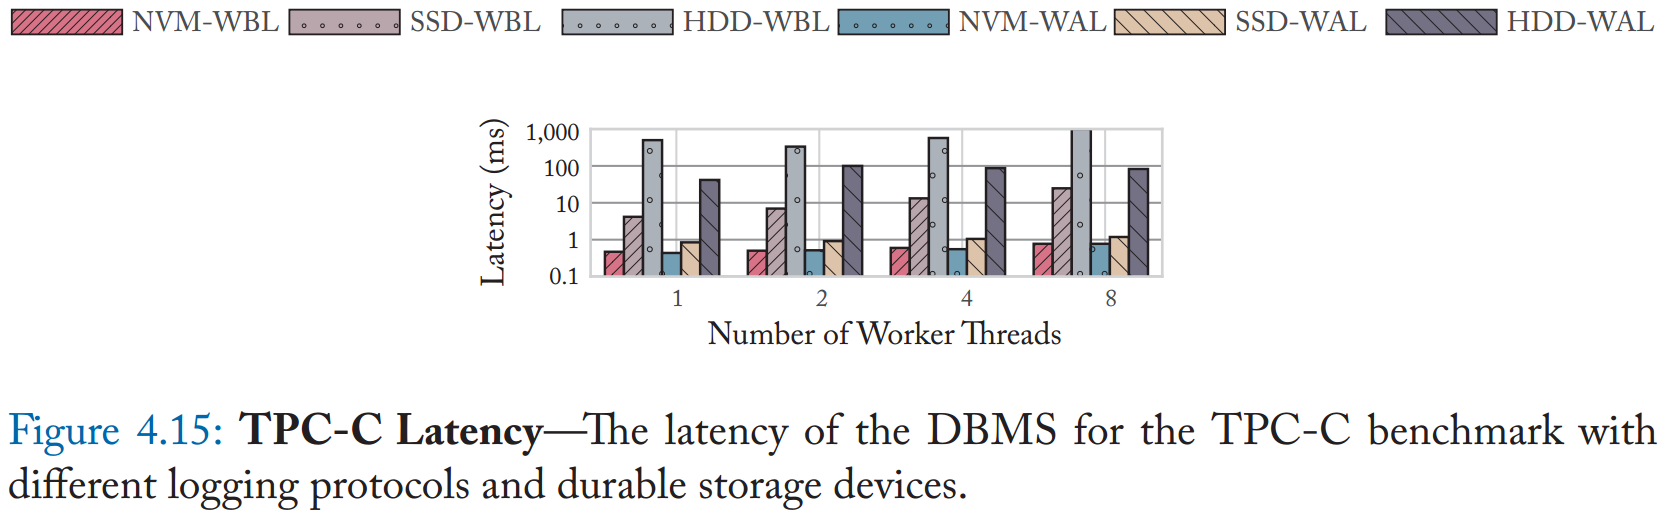 NVM-WBL SSD-WBL HDD-WBL NVM-WAL SSD-WAL HDD-WAL
Latency (ms)
1,000
100
10
1
0.1
1 2 4 8
Number of Worker Threads
Figure 4.15: TPC-C Latency—The latency of the DBMS for the TPC-C benchmark with
different logging protocols and durable storage devices.